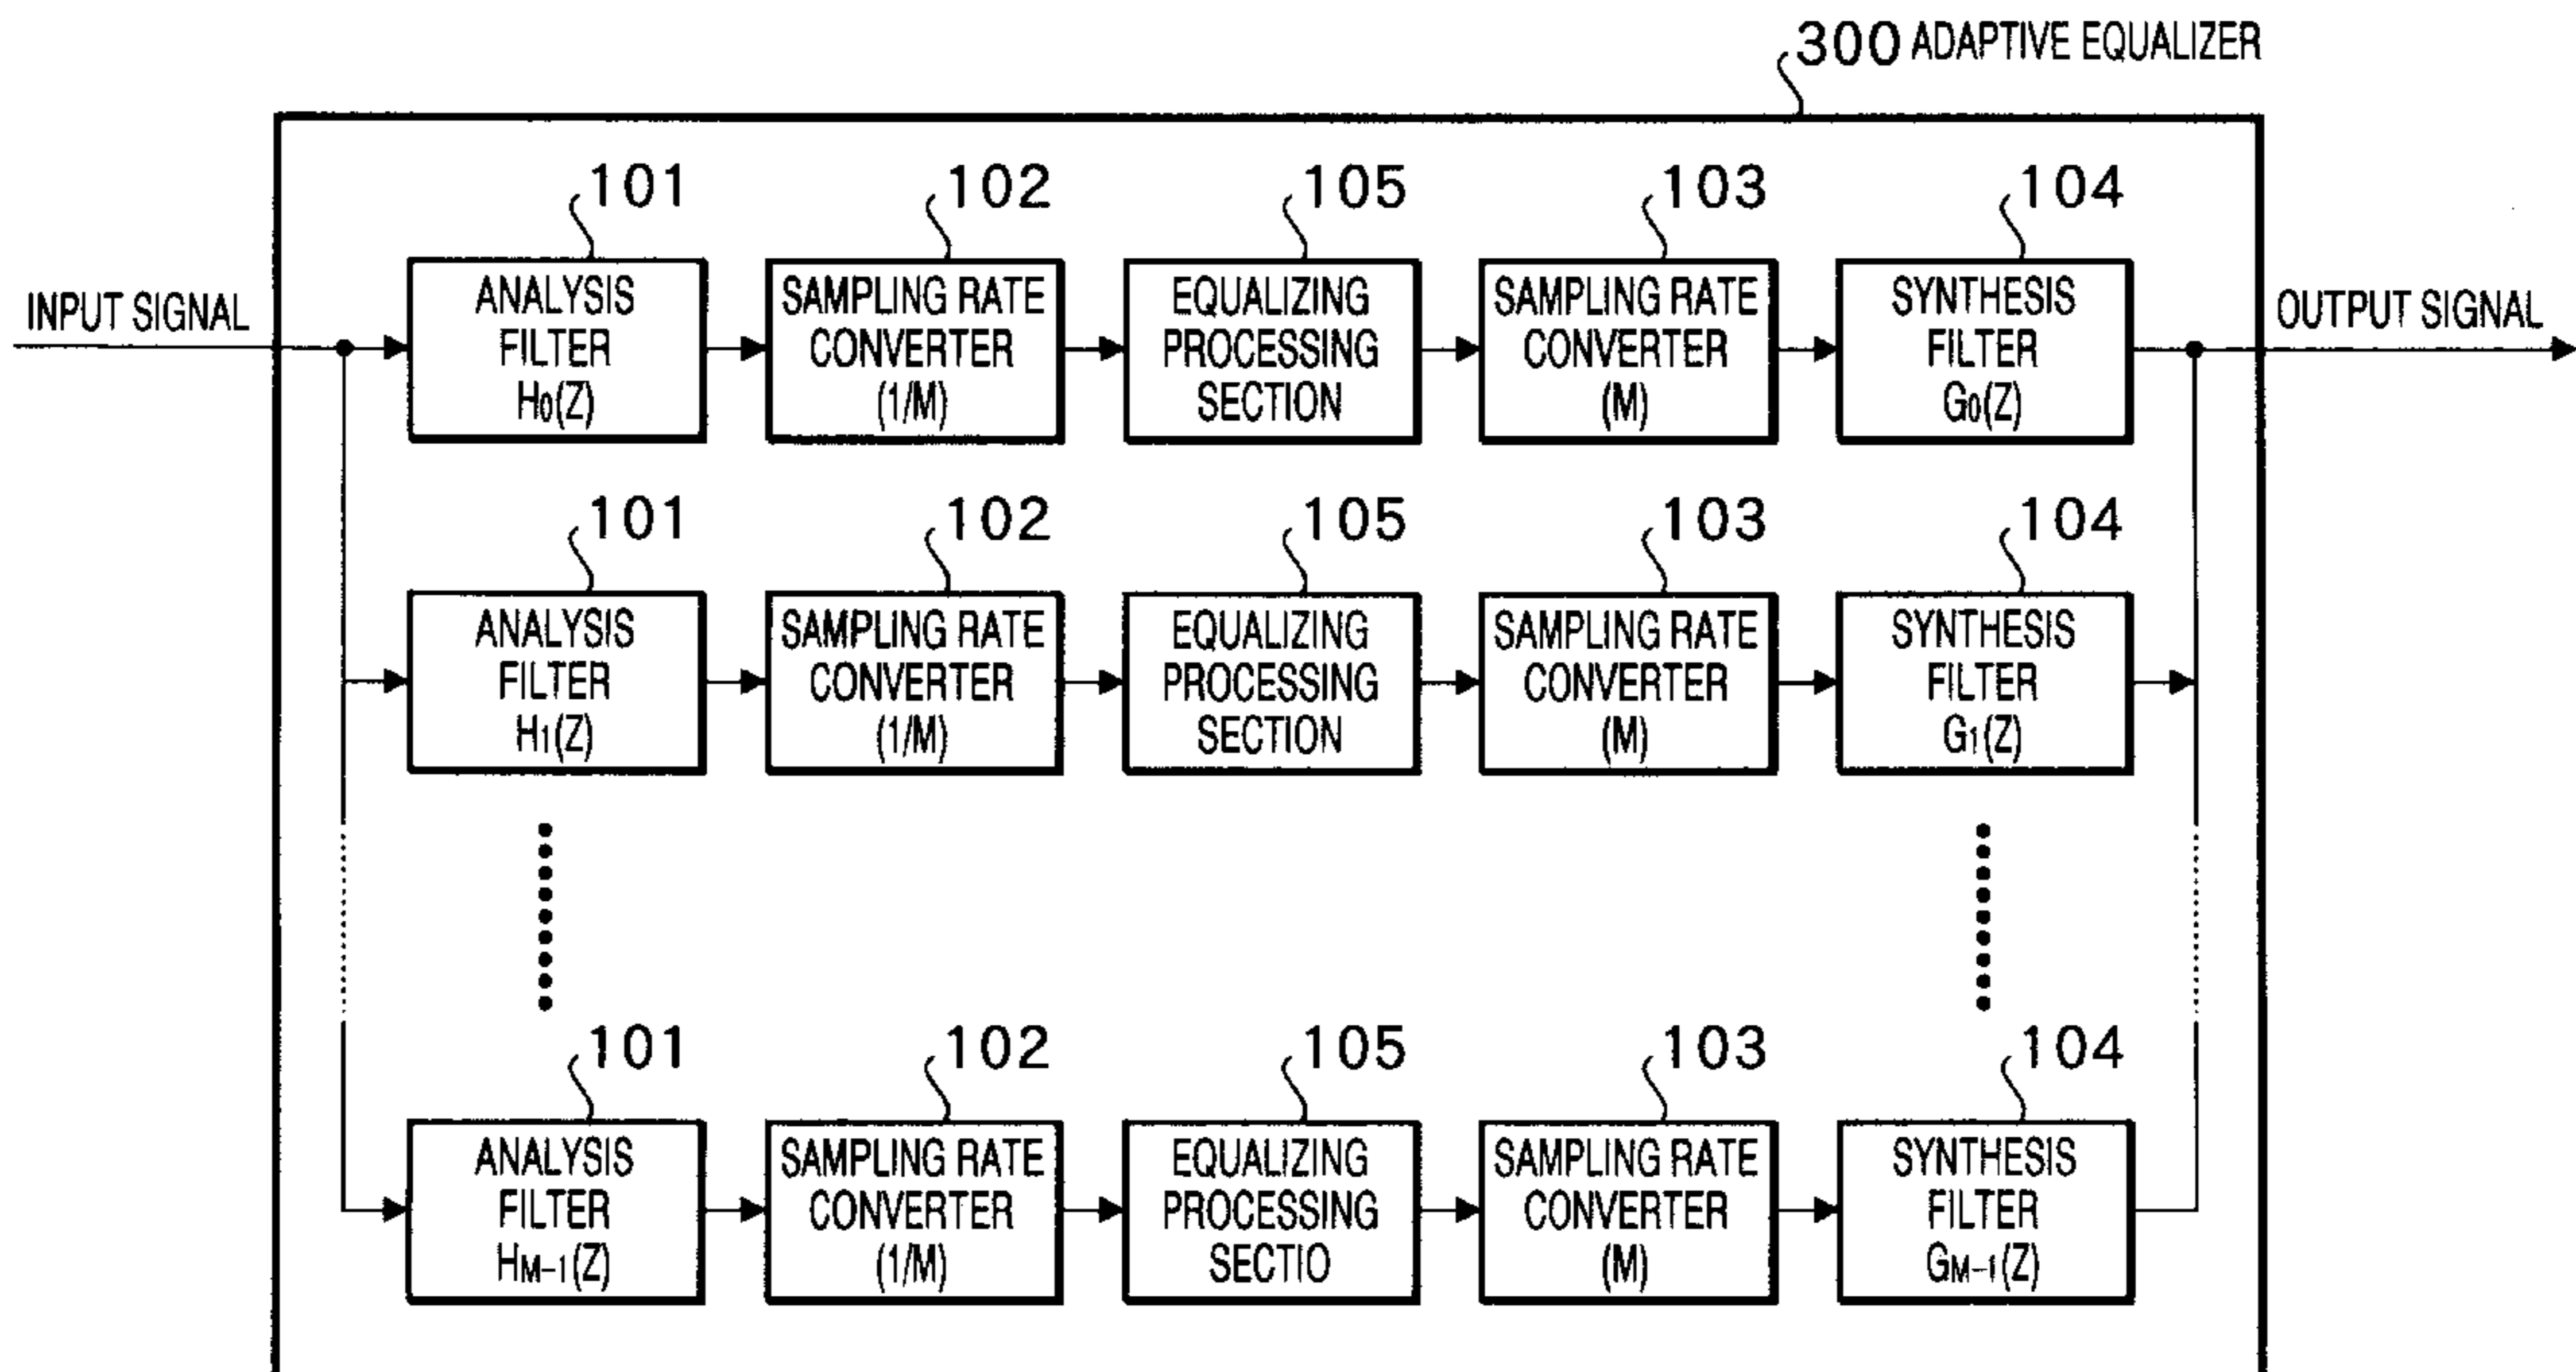 300 ADAPTIVE EQUALIZER
101 102 105 103 104
INPUT SIGNAL
ANALYSIS
FILTER
H0(Z)
SAMPLING RATE
CONVERTER
(1/M)
EQUALIZING
PROCESSING
SECTION
SAMPLING RATE
CONVERTER
(M)
SYNTHESIS
FILTER
G0(Z)
OUTPUT SIGNAL
101 102 105 103 104
ANALYSIS
FILTER
H1(Z)
SAMPLING RATE
CONVERTER
(1/M)
EQUALIZING
PROCESSING
SECTION
SAMPLING RATE
CONVERTER
(M)
SYNTHESIS
FILTER
G1(Z)
101 102 105 103 104
ANALYSIS
FILTER
HM-1(Z)
SAMPLING RATE
CONVERTER
(1/M)
EQUALIZING
PROCESSING
SECTIO
SAMPLING RATE
CONVERTER
(M)
SYNTHESIS
FILTER
GM-1(Z)